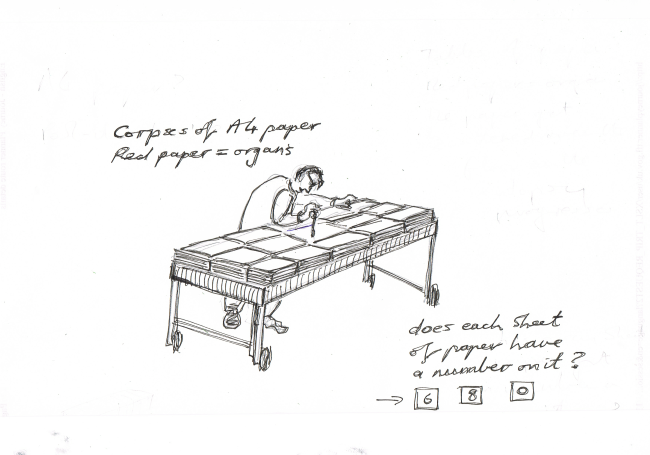 Corpses of A4 paper
Red paper = organs
does each sheet
of paper have
a number on it ?
→ 6 8 0